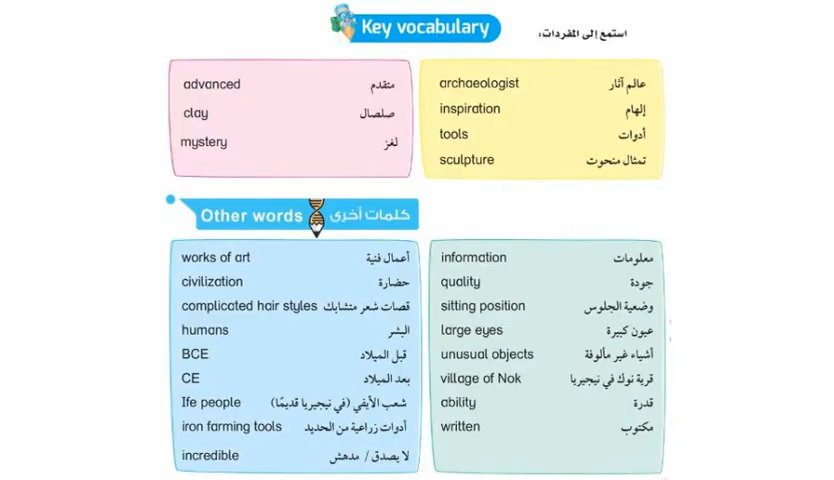 Key vocabulary
استمع إلى المفردات:
advanced متقدم
clay صلصال
mystery لغز
archaeologist عالم آثار
inspiration إلهام
tools أدوات
sculpture تمثال منحوت
Other words كلمات أخرى
works of art أعمال فنية
civilization حضارة
complicated hair styles قصات شعر متشابك
humans البشر
BCE قبل الميلاد
CE بعد الميلاد
Ife people شعب الأيفي (في نيجيريا قديمًا)
iron farming tools أدوات زراعية من الحديد
incredible لا يصدق / مدهش
information معلومات
quality جودة
sitting position وضعية الجلوس
large eyes عيون كبيرة
unusual objects أشياء غير مألوفة
village of Nok قرية نوك في نيجيريا
ability قدرة
written مكتوب